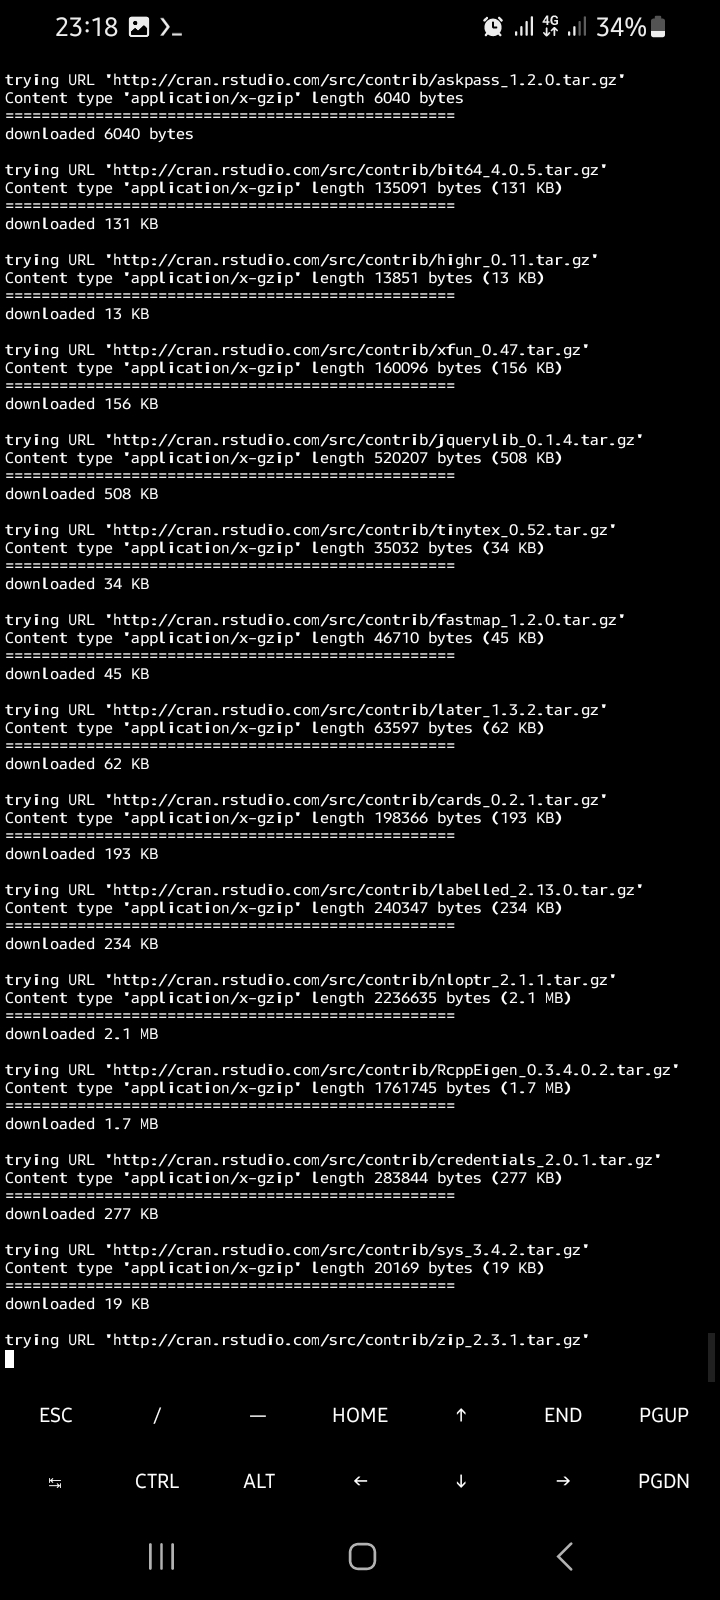 23:18 >_ 4G 34%
trying URL 'http://cran.rstudio.com/src/contrib/askpass_1.2.0.tar.gz'
Content type 'application/x-gzip' length 6040 bytes
==================================================
downloaded 6040 bytes
trying URL 'http://cran.rstudio.com/src/contrib/bit64_4.0.5.tar.gz'
Content type 'application/x-gzip' length 135091 bytes (131 KB)
==================================================
downloaded 131 KB
trying URL 'http://cran.rstudio.com/src/contrib/highr_0.11.tar.gz'
Content type 'application/x-gzip' length 13851 bytes (13 KB)
==================================================
downloaded 13 KB
trying URL 'http://cran.rstudio.com/src/contrib/xfun_0.47.tar.gz'
Content type 'application/x-gzip' length 160096 bytes (156 KB)
==================================================
downloaded 156 KB
trying URL 'http://cran.rstudio.com/src/contrib/jquerylib_0.1.4.tar.gz'
Content type 'application/x-gzip' length 520207 bytes (508 KB)
==================================================
downloaded 508 KB
trying URL 'http://cran.rstudio.com/src/contrib/tinytex_0.52.tar.gz'
Content type 'application/x-gzip' length 35032 bytes (34 KB)
==================================================
downloaded 34 KB
trying URL 'http://cran.rstudio.com/src/contrib/fastmap_1.2.0.tar.gz'
Content type 'application/x-gzip' length 46710 bytes (45 KB)
==================================================
downloaded 45 KB
trying URL 'http://cran.rstudio.com/src/contrib/later_1.3.2.tar.gz'
Content type 'application/x-gzip' length 63597 bytes (62 KB)
==================================================
downloaded 62 KB
trying URL 'http://cran.rstudio.com/src/contrib/cards_0.2.1.tar.gz'
Content type 'application/x-gzip' length 198366 bytes (193 KB)
==================================================
downloaded 193 KB
trying URL 'http://cran.rstudio.com/src/contrib/labelled_2.13.0.tar.gz'
Content type 'application/x-gzip' length 240347 bytes (234 KB)
==================================================
downloaded 234 KB
trying URL 'http://cran.rstudio.com/src/contrib/nloptr_2.1.1.tar.gz'
Content type 'application/x-gzip' length 2236635 bytes (2.1 MB)
==================================================
downloaded 2.1 MB
trying URL 'http://cran.rstudio.com/src/contrib/RcppEigen_0.3.4.0.2.tar.gz'
Content type 'application/x-gzip' length 1761745 bytes (1.7 MB)
==================================================
downloaded 1.7 MB
trying URL 'http://cran.rstudio.com/src/contrib/credentials_2.0.1.tar.gz'
Content type 'application/x-gzip' length 283844 bytes (277 KB)
==================================================
downloaded 277 KB
trying URL 'http://cran.rstudio.com/src/contrib/sys_3.4.2.tar.gz'
Content type 'application/x-gzip' length 20169 bytes (19 KB)
==================================================
downloaded 19 KB
trying URL 'http://cran.rstudio.com/src/contrib/zip_2.3.1.tar.gz'
ESC / — HOME ↑ END PGUP
↹ CTRL ALT ← ↓ → PGDN